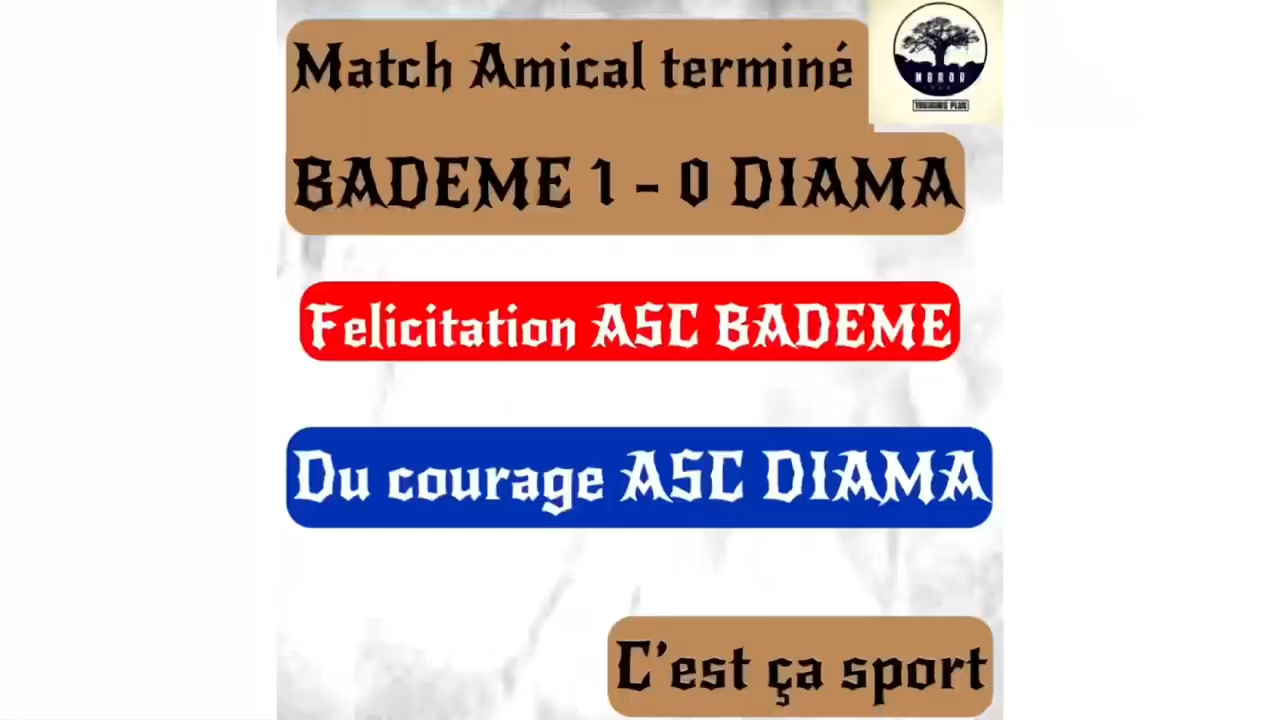 Match Amical terminé
BADEME 1 - 0 DIAMA
Felicitation ASC BADEME
Du courage ASC DIAMA
C'est ça sport